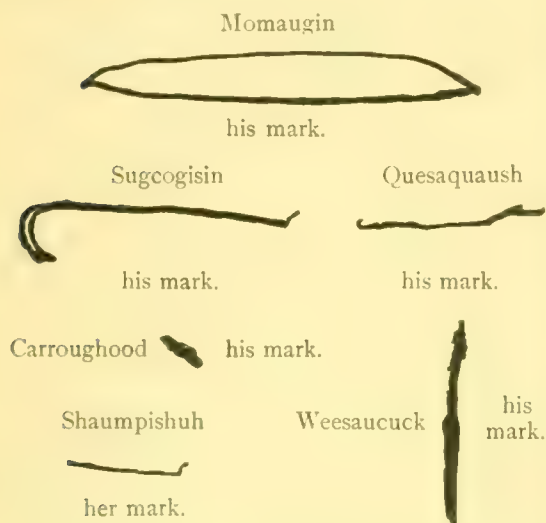 Momaugin
his mark.
Sugcogisin
his mark.
Quesaquaush
his mark.
Carroughood his mark.
Shaumpishuh
her mark.
Weesaucuck his
mark.